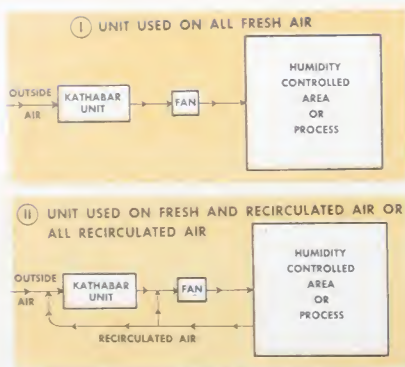 I UNIT USED ON ALL FRESH AIR
OUTSIDE
AIR
KATHABAR
UNIT
FAN
HUMIDITY
CONTROLLED
AREA
OR
PROCESS
II UNIT USED ON FRESH AND RECIRCULATED AIR OR
ALL RECIRCULATED AIR
OUTSIDE
AIR
KATHABAR
UNIT
FAN
RECIRCULATED AIR
HUMIDITY
CONTROLLED
AREA
OR
PROCESS